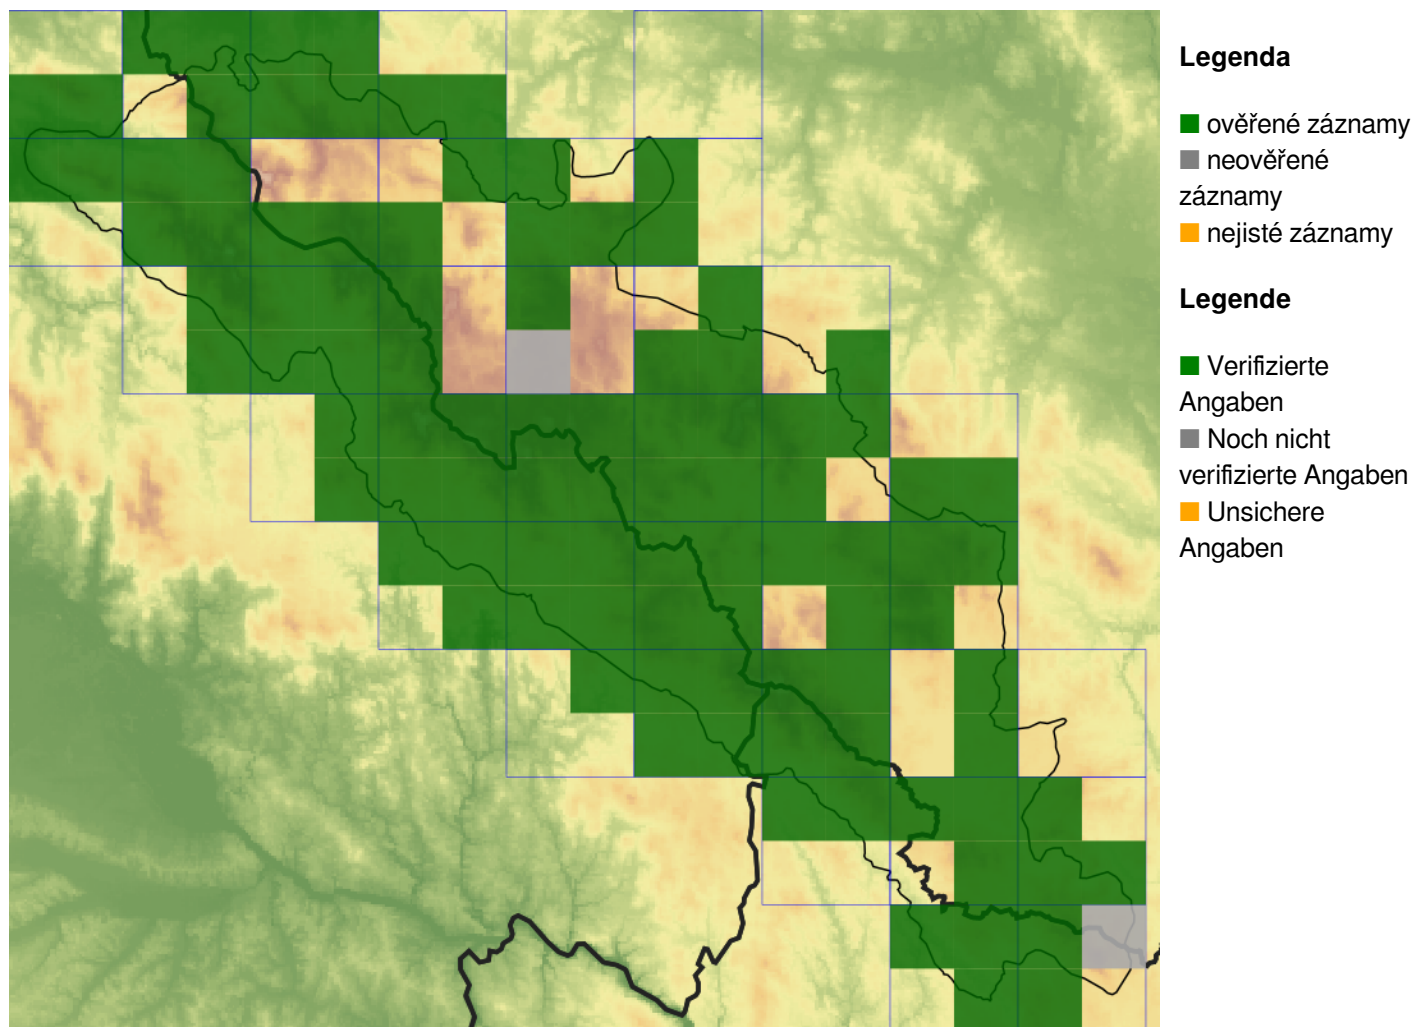 Legenda
ověřené záznamy
neověřené
záznamy
nejisté záznamy
Legende
Verifizierte
Angaben
Noch nicht
verifizierte Angaben
Unsichere
Angaben